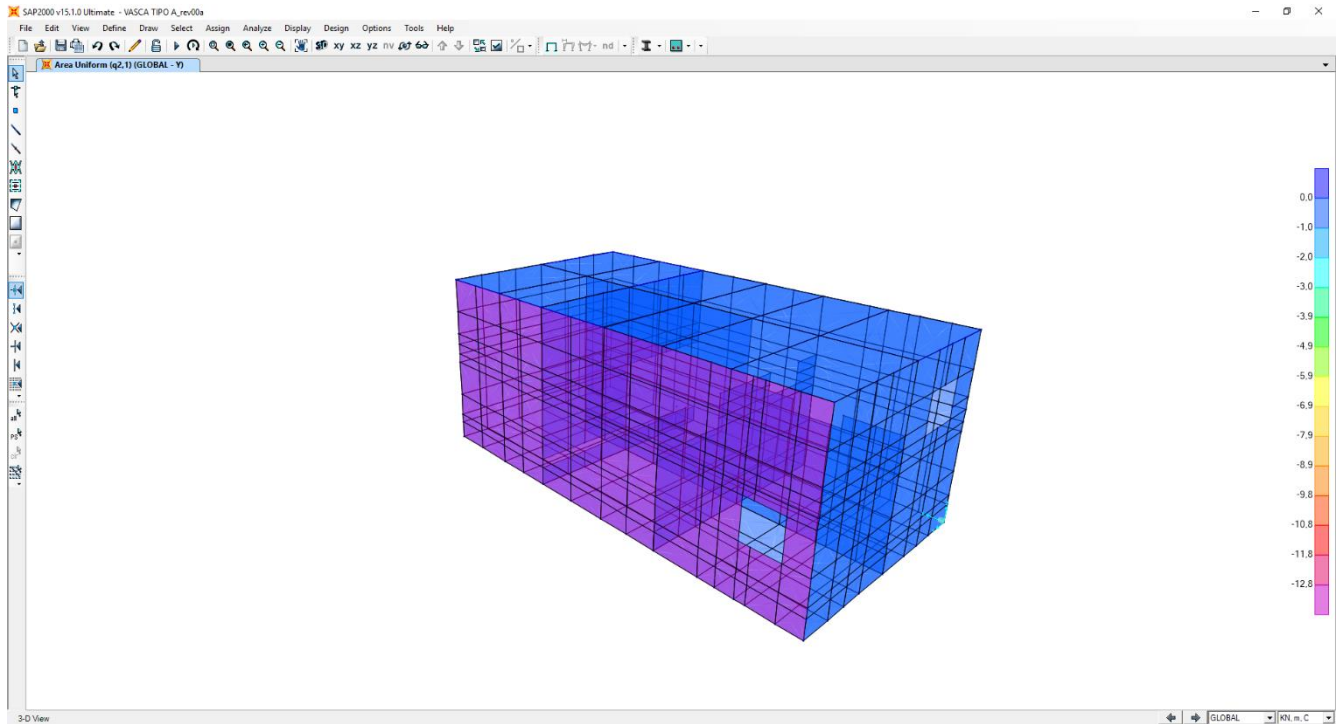 SAP2000 v15.1.0 Ultimate - VASCA TIPO A_rev00a
File Edit View Define Draw Select Assign Analyze Display Design Options Tools Help
3D xy xz yz nv nd
Area Uniform (q2,1) (GLOBAL - Y)
0.0
-1.0
-2.0
-3.0
-3.9
-4.9
-5.9
-6.9
-7.9
-8.9
-9.8
-10.8
-11.8
-12.8
all
PS
3-D View
GLOBAL
KN, m, C